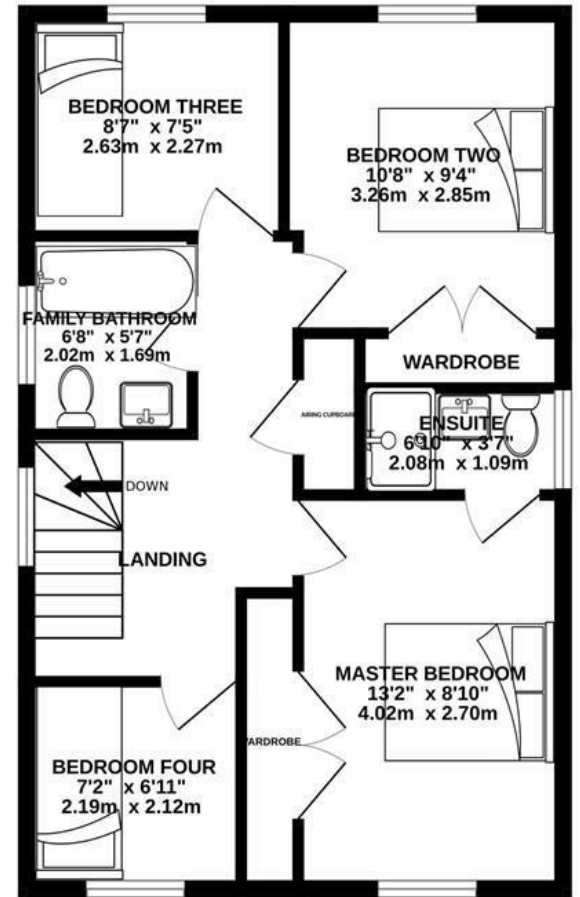 BEDROOM THREE
8'7" x 7'5"
2.63m x 2.27m
BEDROOM TWO
10'8" x 9'4"
3.26m x 2.85m
FAMILY BATHROOM
6'8" x 5'7"
2.02m x 1.69m
WARDROBE
AIRING CUPBOARD
ENSUITE
6'10" x 3'7"
2.08m x 1.09m
DOWN
LANDING
MASTER BEDROOM
13'2" x 8'10"
4.02m x 2.70m
WARDROBE
BEDROOM FOUR
7'2" x 6'11"
2.19m x 2.12m